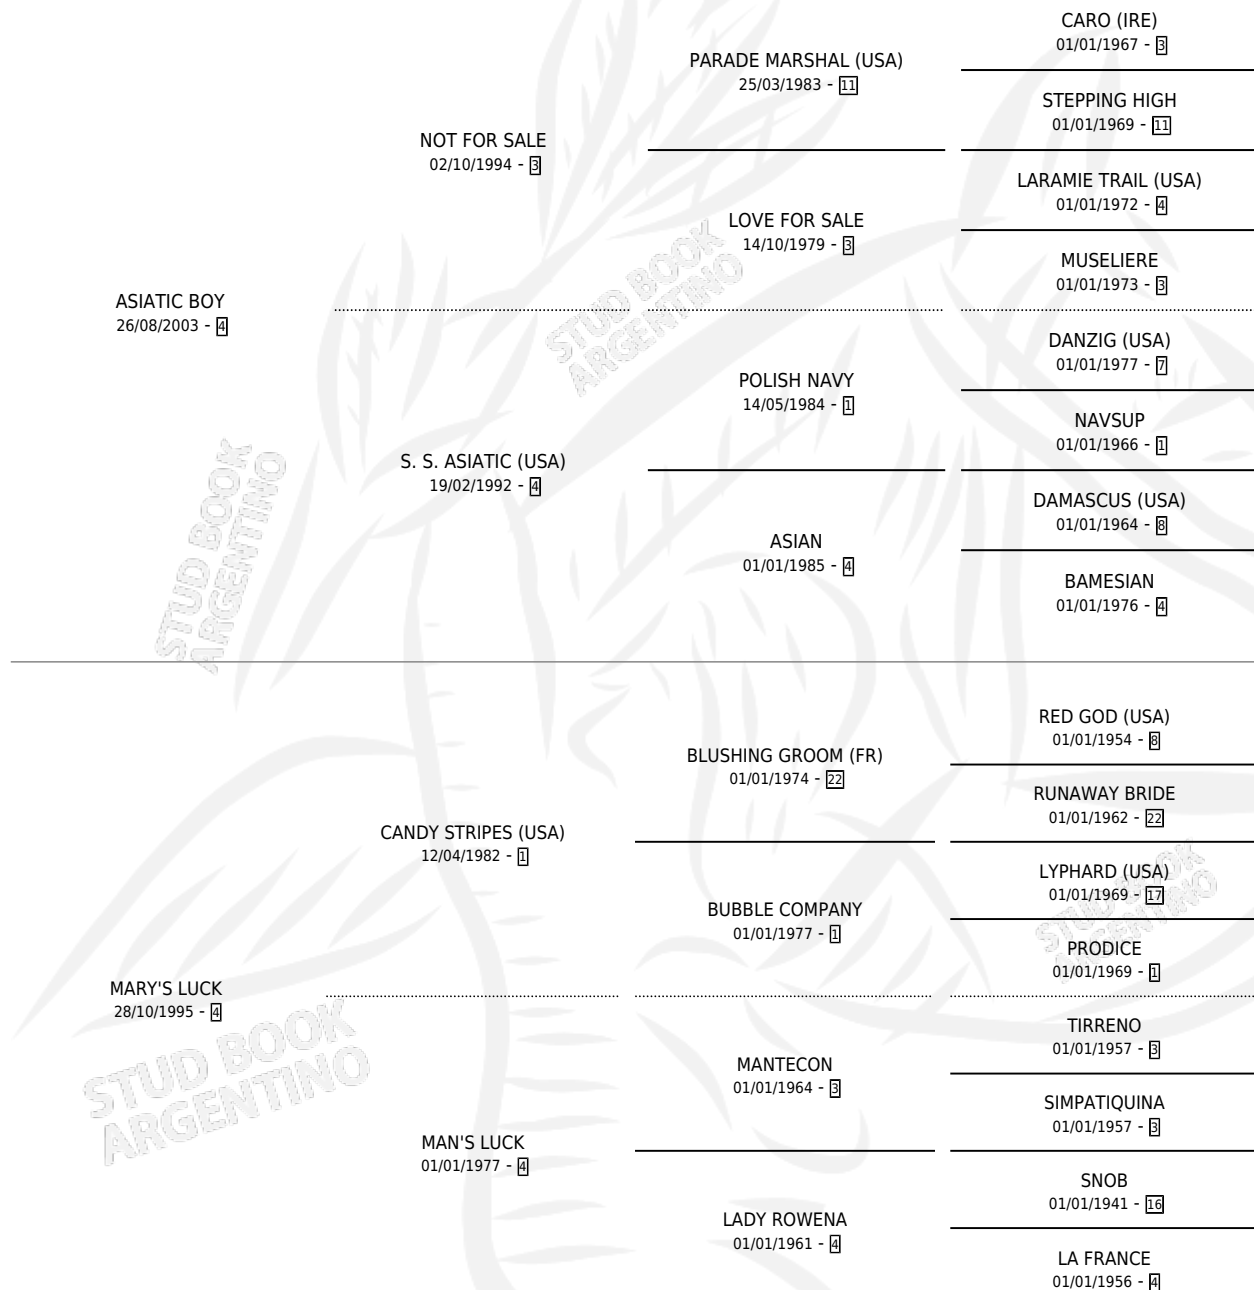 CARO (IRE)
01/01/1967 - 3
PARADE MARSHAL (USA)
25/03/1983 - 11
STEPPING HIGH
01/01/1969 - 11
NOT FOR SALE
02/10/1994 - 3
LARAMIE TRAIL (USA)
01/01/1972 - 4
LOVE FOR SALE
14/10/1979 - 3
MUSELIERE
01/01/1973 - 3
ASIATIC BOY
26/08/2003 - 4
STUD BOOK
ARGENTINO
DANZIG (USA)
01/01/1977 - 7
POLISH NAVY
14/05/1984 - 1
NAVSUP
01/01/1966 - 1
S. S. ASIATIC (USA)
19/02/1992 - 4
DAMASCUS (USA)
01/01/1964 - 8
ASIAN
01/01/1985 - 4
BAMESIAN
01/01/1976 - 4
STUD BOOK
ARGENTINO
RED GOD (USA)
01/01/1954 - 8
BLUSHING GROOM (FR)
01/01/1974 - 22
RUNAWAY BRIDE
01/01/1962 - 22
CANDY STRIPES (USA)
12/04/1982 - 1
LYPHARD (USA)
01/01/1969 - 17
BUBBLE COMPANY
01/01/1977 - 1
STUD BOOK
ARGENTINO
PRODICE
01/01/1969 - 1
MARY'S LUCK
28/10/1995 - 4
STUD BOOK
ARGENTINO
TIRRENO
01/01/1957 - 3
MANTECON
01/01/1964 - 3
SIMPATIQUINA
01/01/1957 - 3
MAN'S LUCK
01/01/1977 - 4
SNOB
01/01/1941 - 16
LADY ROWENA
01/01/1961 - 4
LA FRANCE
01/01/1956 - 4